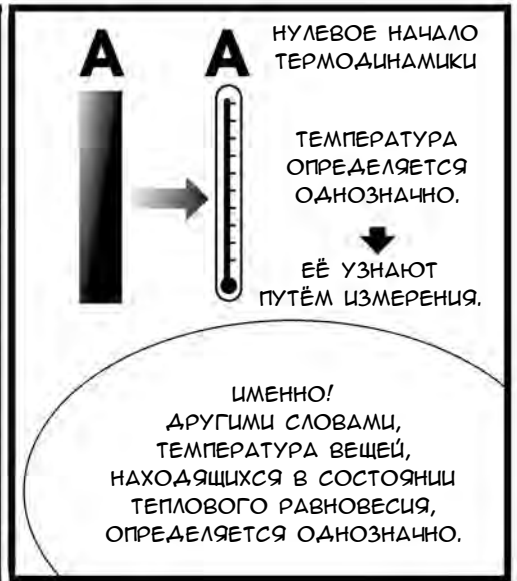 А А
НУЛЕВОЕ НАЧАЛО
ТЕРМОДИНАМИКИ
ТЕМПЕРАТУРА
ОПРЕДЕЛЯЕТСЯ
ОДНОЗНАЧНО.
ЕЁ УЗНАЮТ
ПУТЁМ ИЗМЕРЕНИЯ.
ИМЕННО!
ДРУГИМИ СЛОВАМИ,
ТЕМПЕРАТУРА ВЕЩЕЙ,
НАХОДЯЩИХСЯ В СОСТОЯНИИ
ТЕПЛОВОГО РАВНОВЕСИЯ,
ОПРЕДЕЛЯЕТСЯ ОДНОЗНАЧНО.